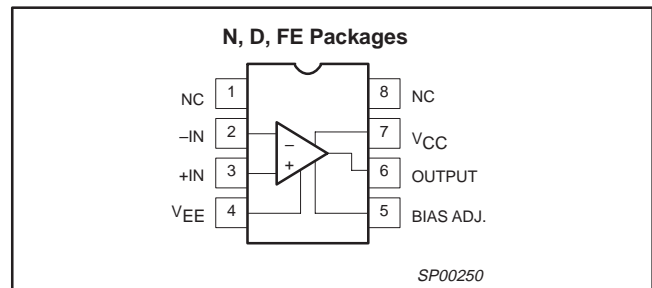 N, D, FE Packages
NC 1 8 NC
–IN 2 – 7 VCC
+IN 3 + 6 OUTPUT
VEE 4 5 BIAS ADJ.
SP00250